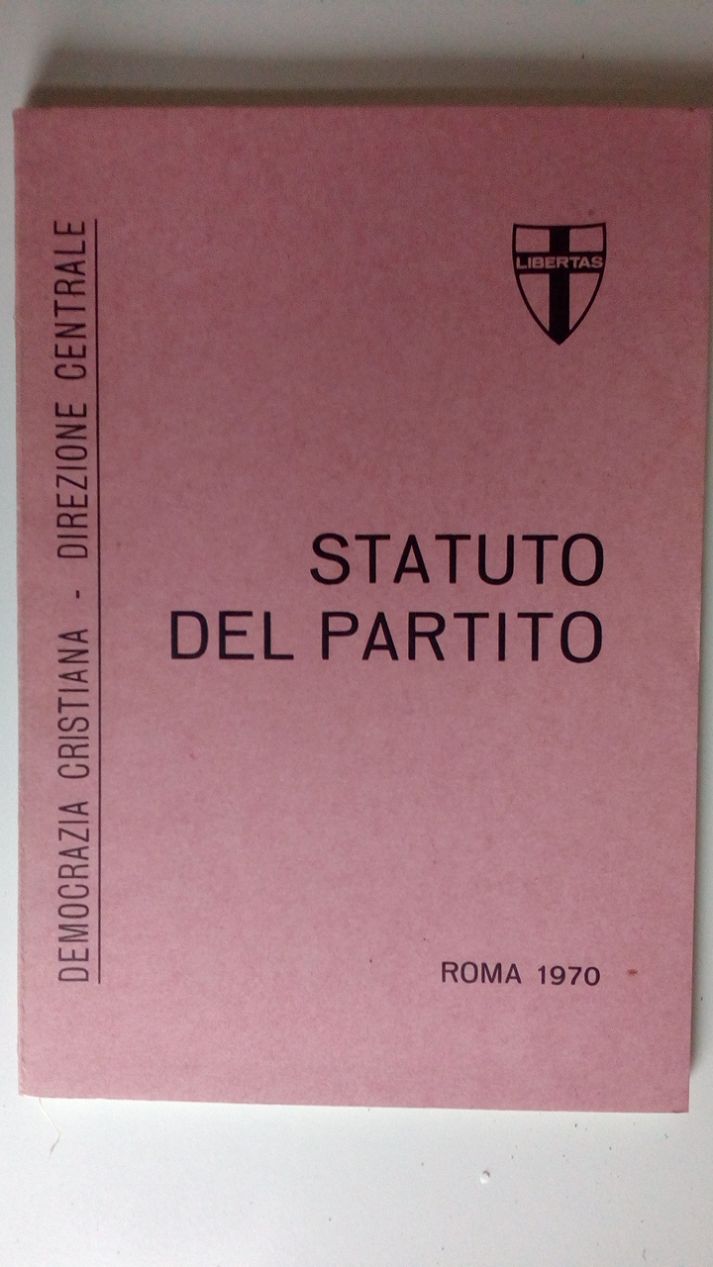 DEMOCRAZIA CRISTIANA - DIREZIONE CENTRALE
LIBERTAS
STATUTO
DEL PARTITO
ROMA 1970